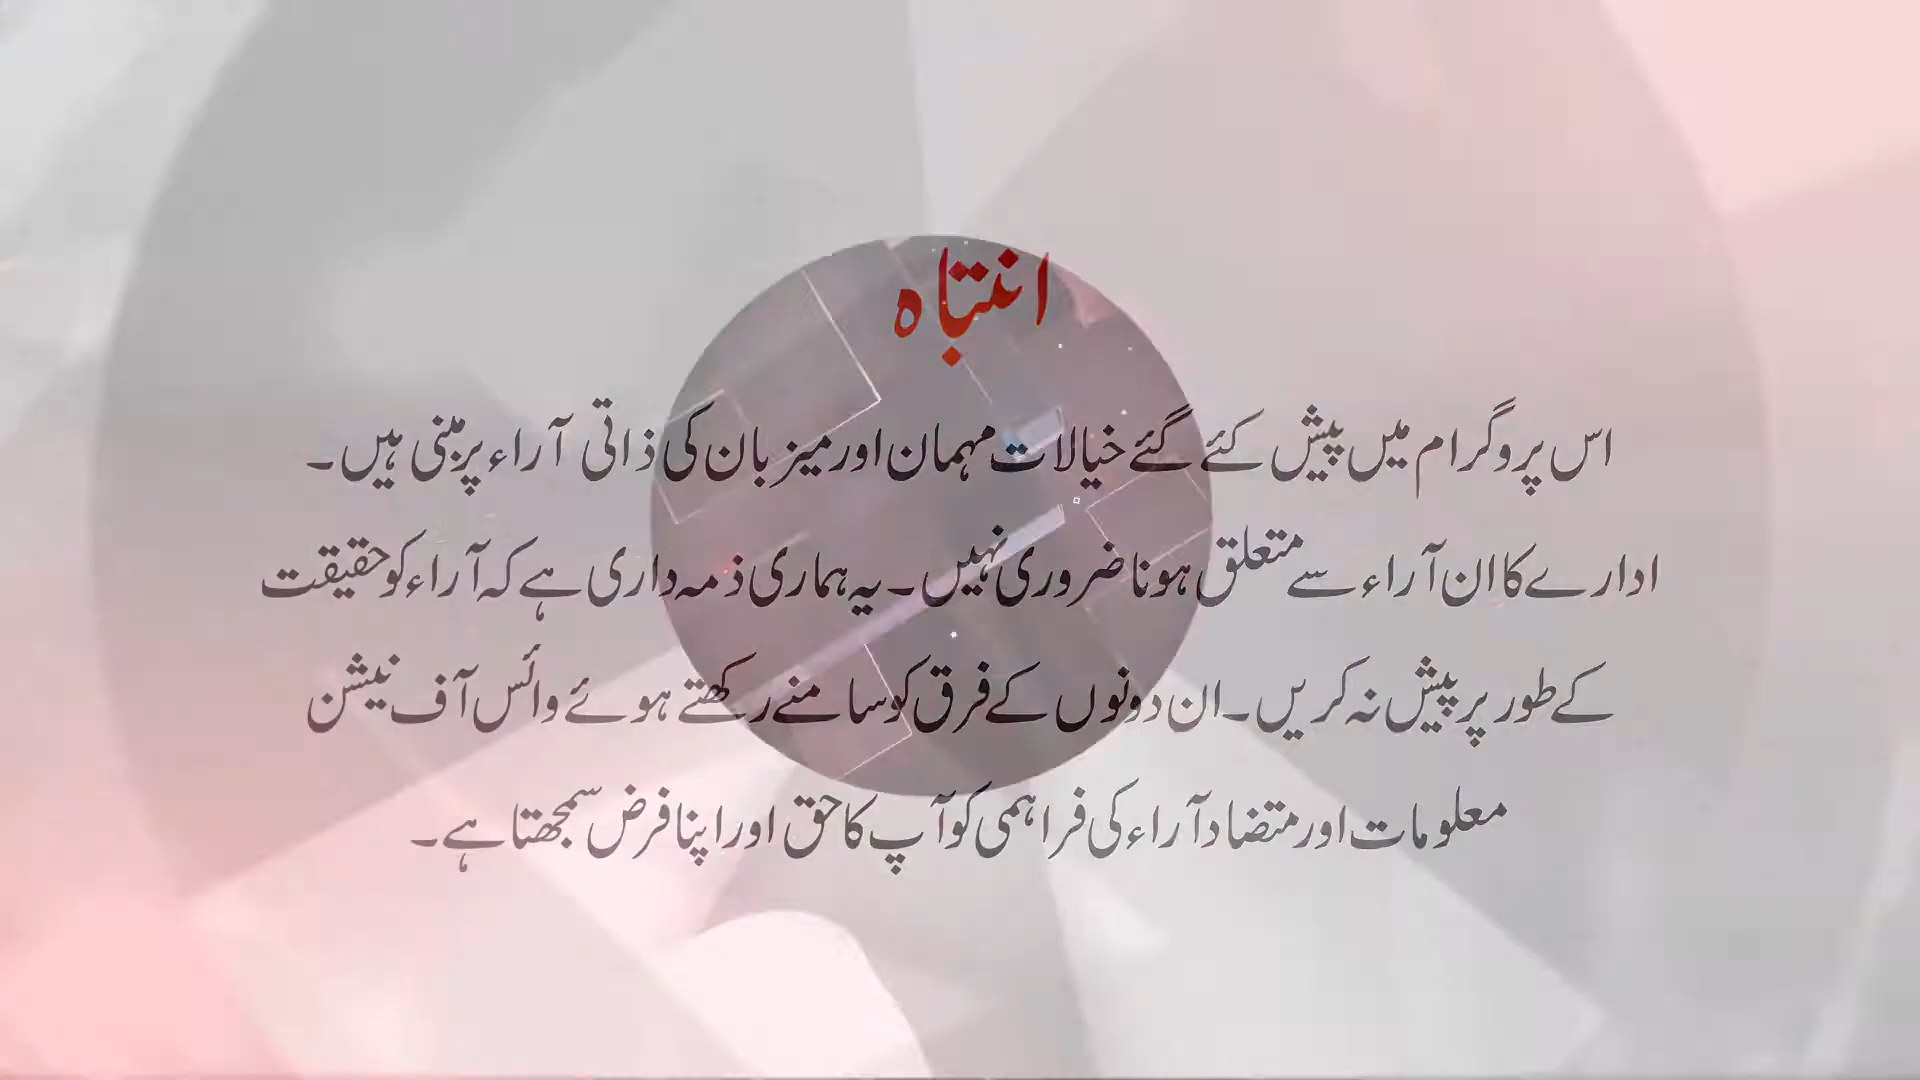 انتباہ
اس پروگرام میں پیش کئے گئے خیالات مہمان اور میزبان کی ذاتی آراء پر مبنی ہیں۔
ادارے کا ان آراء سے متعلق ہونا ضروری نہیں۔ یہ ہماری ذمہ داری ہے کہ آراء کو حقیقت
کے طور پر پیش نہ کریں۔ ان دونوں کے فرق کو سامنے رکھتے ہوئے وائس آف نیشن
معلومات اور متضاد آراء کی فراہمی کو آپ کا حق اور اپنا فرض سمجھتا ہے۔